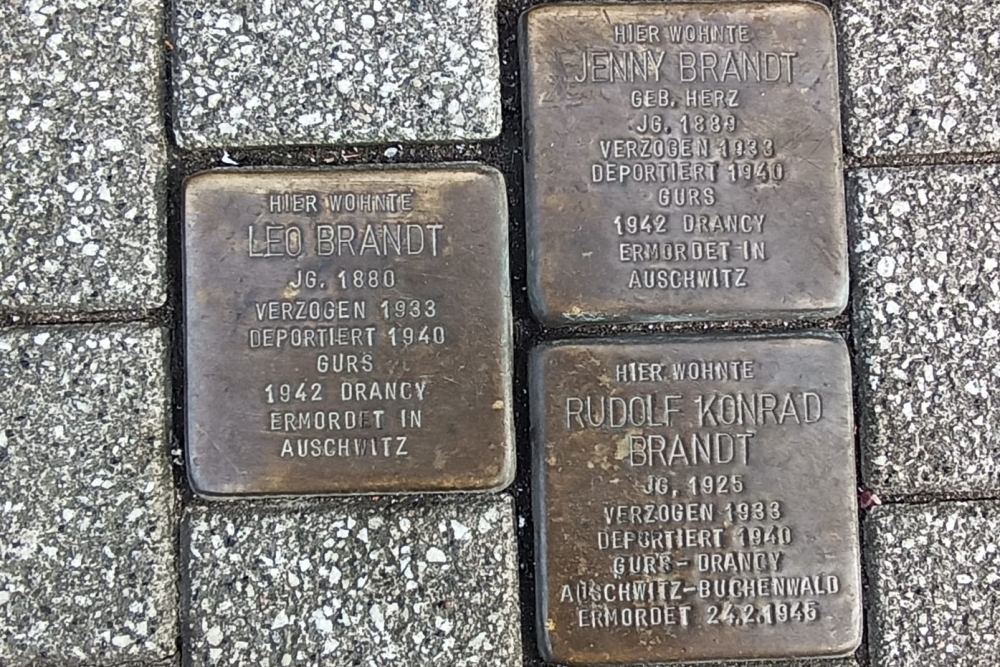 HIER WOHNTE
LEO BRANDT
JG. 1880
VERZOGEN 1933
DEPORTIERT 1940
GURS
1942 DRANCY
ERMORDET IN
AUSCHWITZ
HIER WOHNTE
JENNY BRANDT
GEB. HERZ
JG. 1889
VERZOGEN 1933
DEPORTIERT 1940
GURS
1942 DRANCY
ERMORDET IN
AUSCHWITZ
HIER WOHNTE
RUDOLF KONRAD
BRANDT
JG. 1925
VERZOGEN 1933
DEPORTIERT 1940
GURS - DRANCY
AUSCHWITZ-BUCHENWALD
ERMORDET 24.2.1945